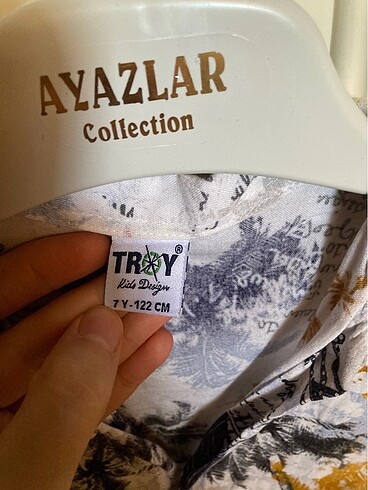 AYAZLAR
Collection
TROY®
Kids Design
7 Y-122 CM